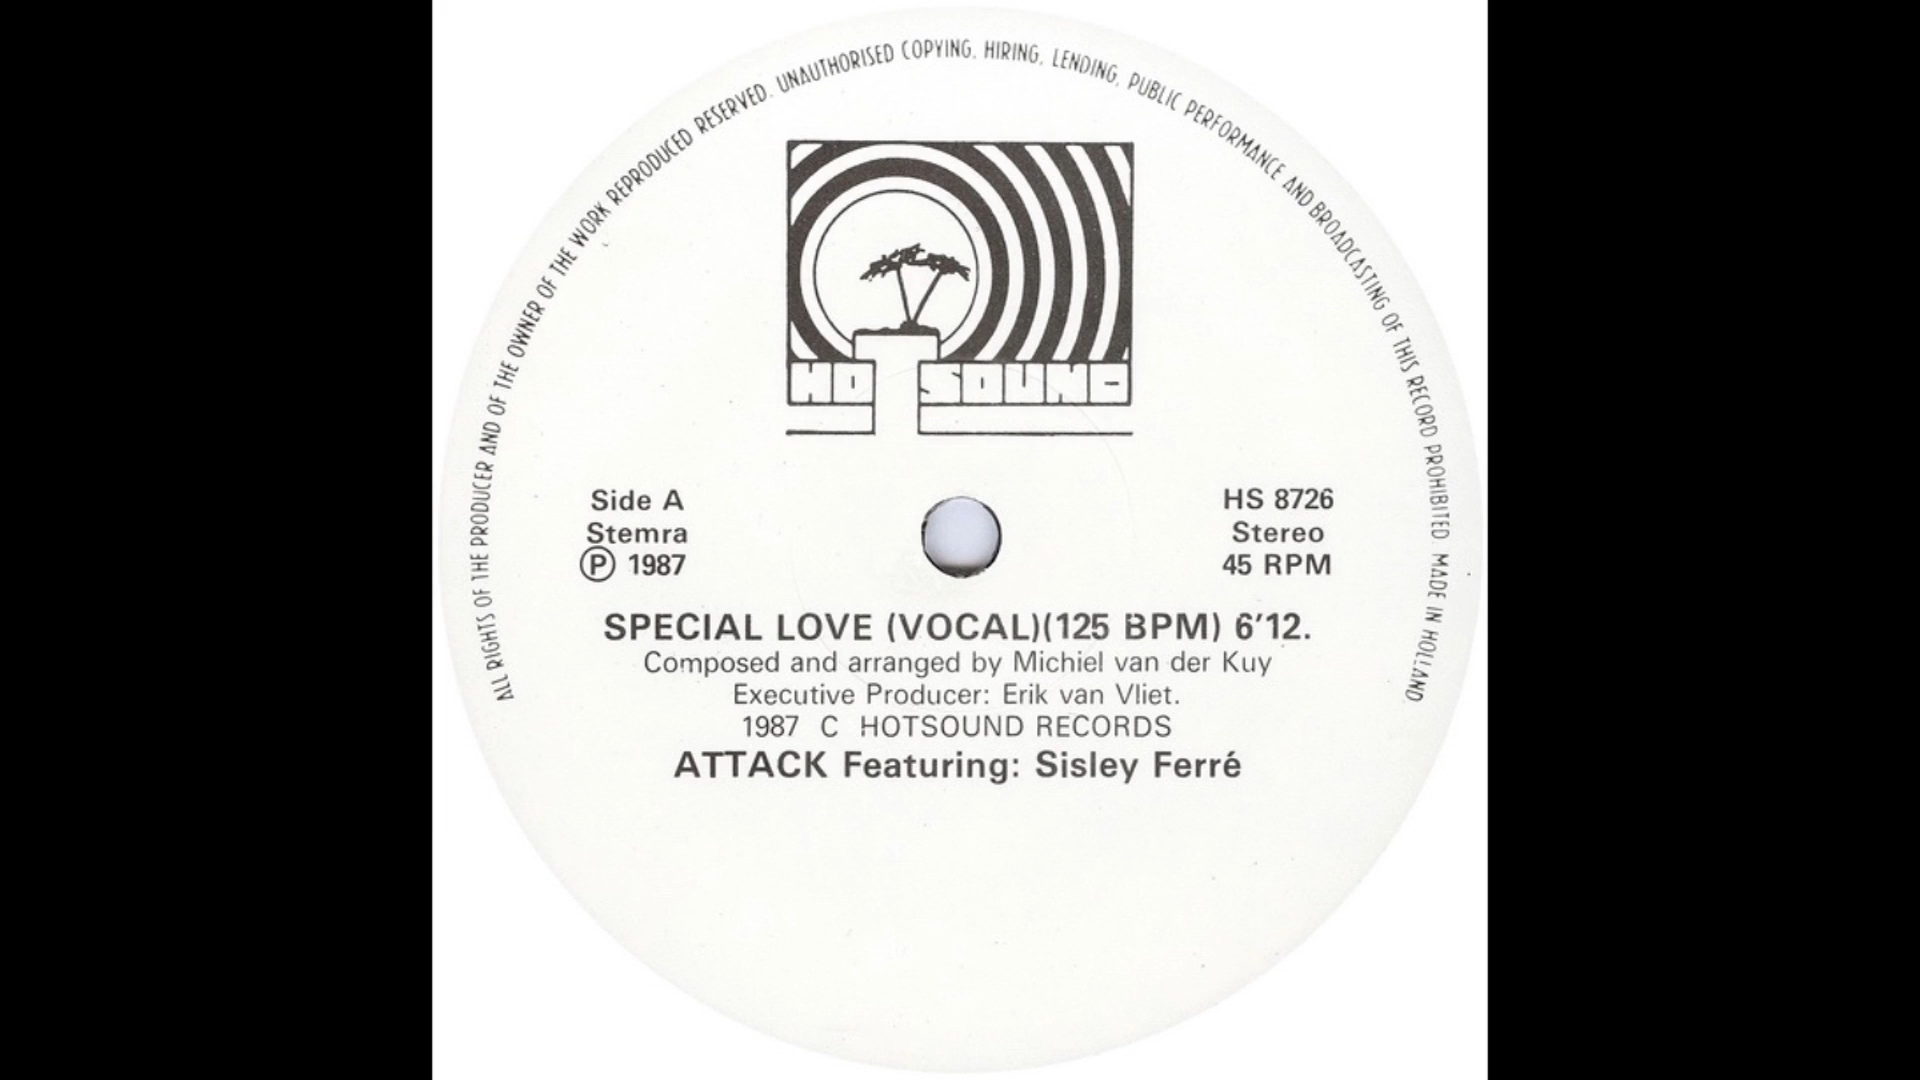 ALL RIGHTS OF THE PRODUCER AND OF THE OWNER OF THE WORK REPRODUCED RESERVED. UNAUTHORISED COPYING, HIRING, LENDING, PUBLIC PERFORMANCE AND BROADCASTING OF THIS RECORD PROHIBITED MADE IN HOLLAND
HO SOUND
Side A
Stemra
Ⓟ 1987
HS 8726
Stereo
45 RPM
SPECIAL LOVE (VOCAL)(125 BPM) 6'12.
Composed and arranged by Michiel van der Kuy
Executive Producer: Erik van Vliet.
1987 C HOTSOUND RECORDS
ATTACK Featuring: Sisley Ferré